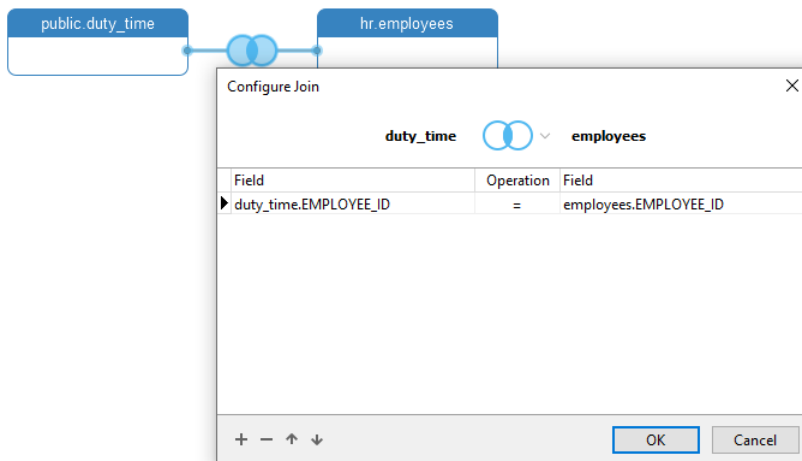 public.duty_time
hr.employees
Configure Join
duty_time employees
Field Operation Field
duty_time.EMPLOYEE_ID = employees.EMPLOYEE_ID
OK Cancel